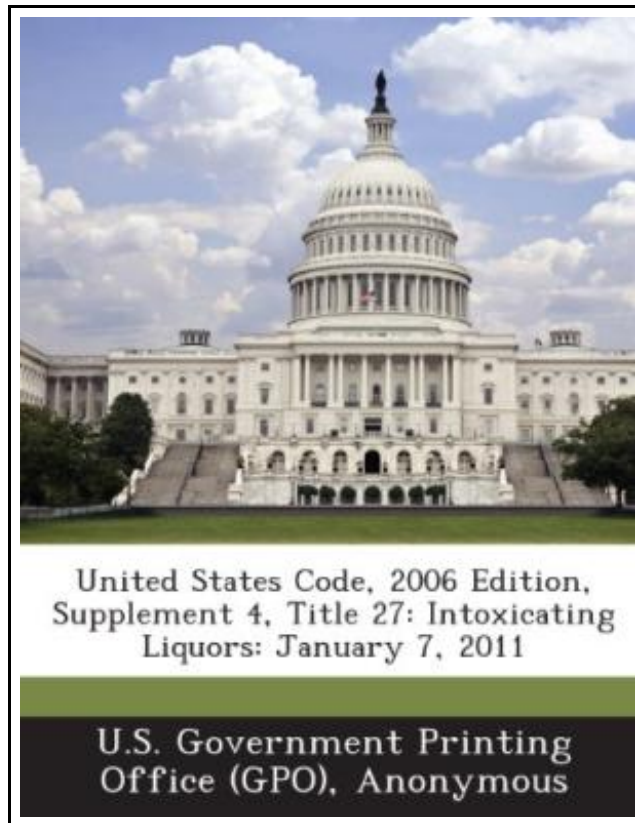 United States Code, 2006 Edition,
Supplement 4, Title 27: Intoxicating
Liquors: January 7, 2011
U.S. Government Printing
Office (GPO), Anonymous